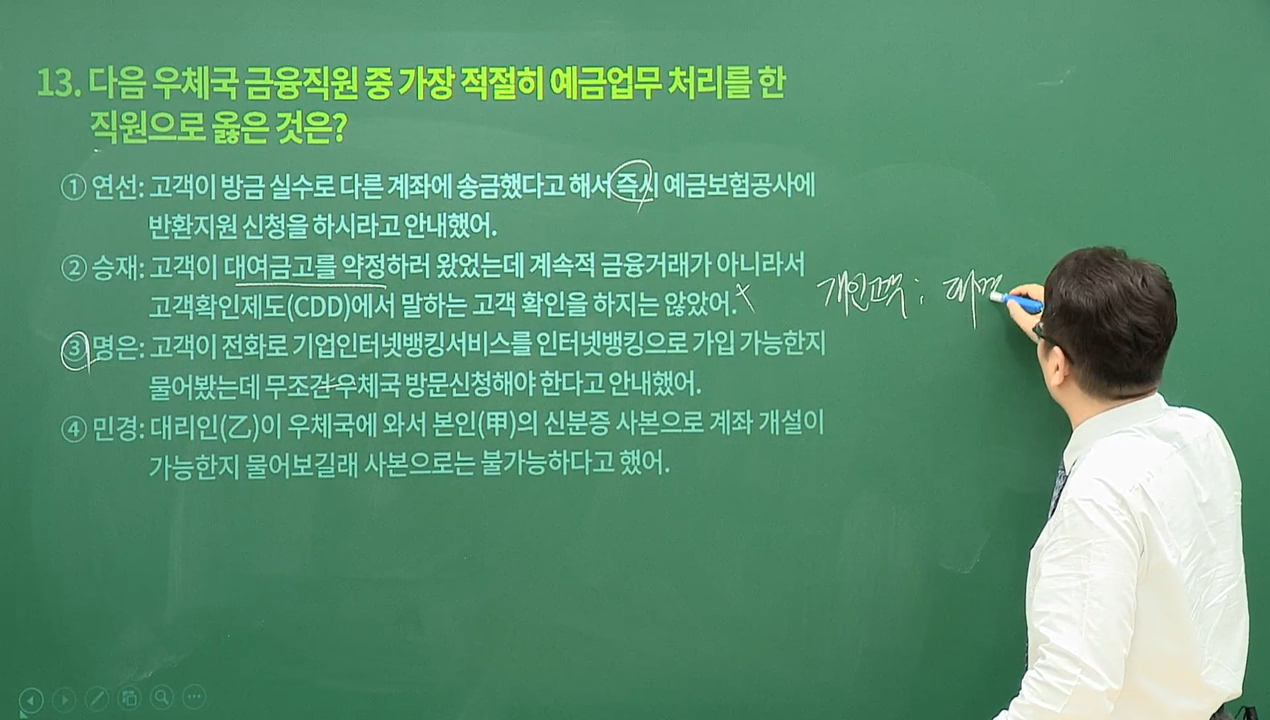 13. 다음 우체국 금융직원 중 가장 적절히 예금업무 처리를 한
직원으로 옳은 것은?
① 연선: 고객이 방금 실수로 다른 계좌에 송금했다고 해서 즉시 예금보험공사에
반환지원 신청을 하시라고 안내했어.
② 승재: 고객이 대여금고를 약정하러 왔었는데 계속적 금융거래가 아니라서
고객확인제도(CDD)에서 말하는 고객 확인을 하지는 않았어.
개인고객 :
③ 명은: 고객이 전화로 기업인터넷뱅킹서비스를 인터넷뱅킹으로 가입 가능한지
물어봤는데 무조건 우체국 방문신청해야 한다고 안내했어.
④ 민경: 대리인(乙)이 우체국에 와서 본인(甲)의 신분증 사본으로 계좌 개설이
가능한지 물어보길래 사본으로는 불가능하다고 했어.